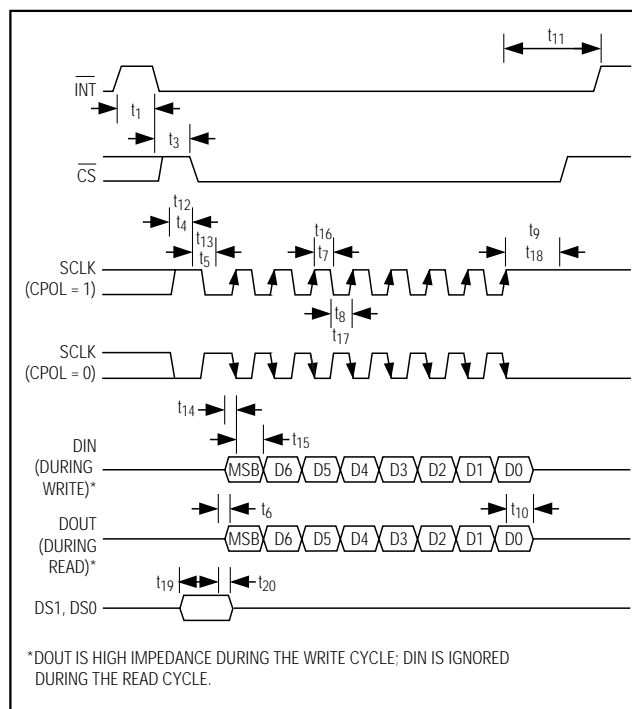 t11
INT
t1
t3
CS
t12
t4
t13
t5
t16
t7
t9
t18
SCLK
(CPOL = 1)
t8
t17
SCLK
(CPOL = 0)
t14
t15
DIN
(DURING
WRITE)*
MSB D6 D5 D4 D3 D2 D1 D0
t6
t10
DOUT
(DURING
READ)*
MSB D6 D5 D4 D3 D2 D1 D0
t19
t20
DS1, DS0
*DOUT IS HIGH IMPEDANCE DURING THE WRITE CYCLE; DIN IS IGNORED
DURING THE READ CYCLE.